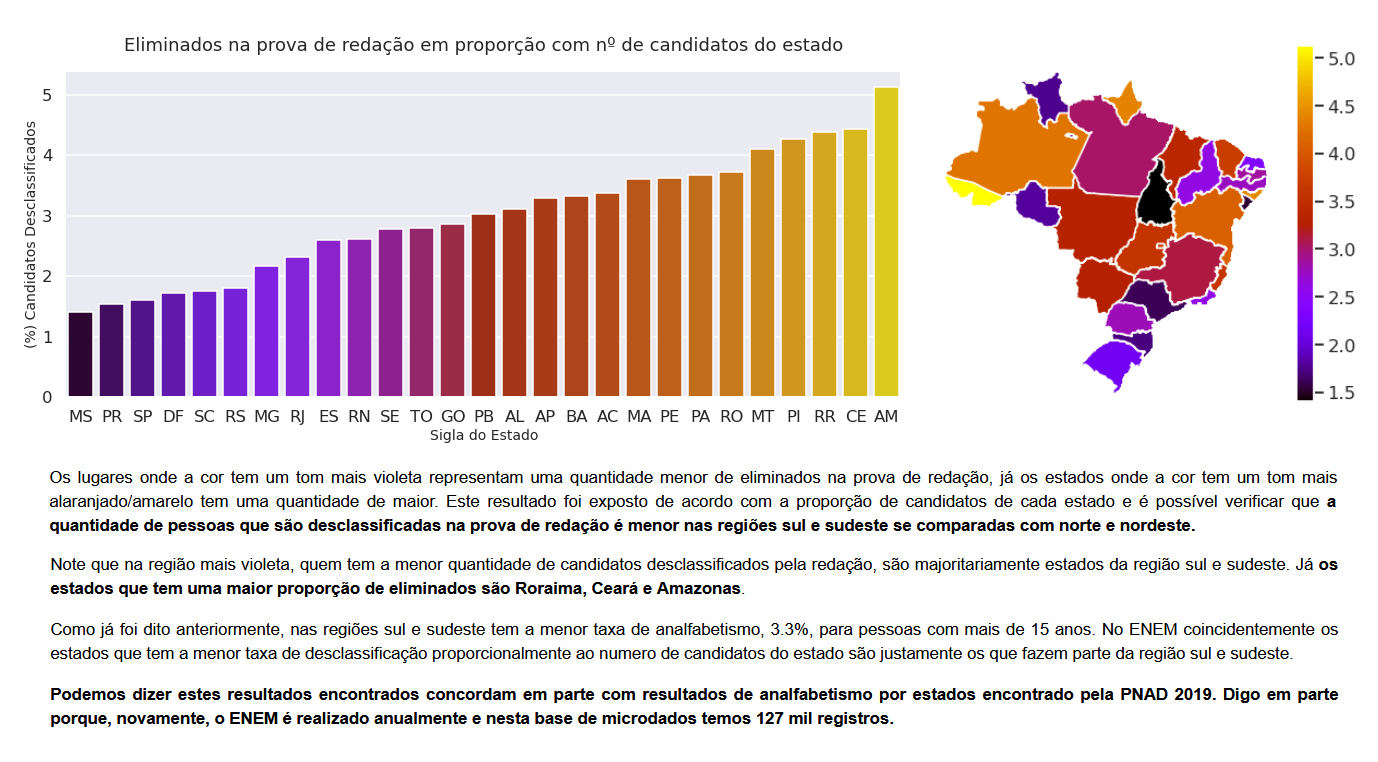 Eliminados na prova de redação em proporção com nº de candidatos do estado
(%) Candidatos Desclassificados
5
4
3
2
1
0
MS PR SP DF SC RS MG RJ ES RN SE TO GO PB AL AP BA AC MA PE PA RO MT PI RR CE AM
Sigla do Estado
5.0
4.5
4.0
3.5
3.0
2.5
2.0
1.5
Os lugares onde a cor tem um tom mais violeta representam uma quantidade menor de eliminados na prova de redação, já os estados onde a cor tem um tom mais
alaranjado/amarelo tem uma quantidade de maior. Este resultado foi exposto de acordo com a proporção de candidatos de cada estado e é possível verificar que a
quantidade de pessoas que são desclassificadas na prova de redação é menor nas regiões sul e sudeste se comparadas com norte e nordeste.
Note que na região mais violeta, quem tem a menor quantidade de candidatos desclassificados pela redação, são majoritariamente estados da região sul e sudeste. Já os
estados que tem uma maior proporção de eliminados são Roraima, Ceará e Amazonas.
Como já foi dito anteriormente, nas regiões sul e sudeste tem a menor taxa de analfabetismo, 3.3%, para pessoas com mais de 15 anos. No ENEM coincidentemente os
estados que tem a menor taxa de desclassificação proporcionalmente ao numero de candidatos do estado são justamente os que fazem parte da região sul e sudeste.
Podemos dizer estes resultados encontrados concordam em parte com resultados de analfabetismo por estados encontrado pela PNAD 2019. Digo em parte
porque, novamente, o ENEM é realizado anualmente e nesta base de microdados temos 127 mil registros.